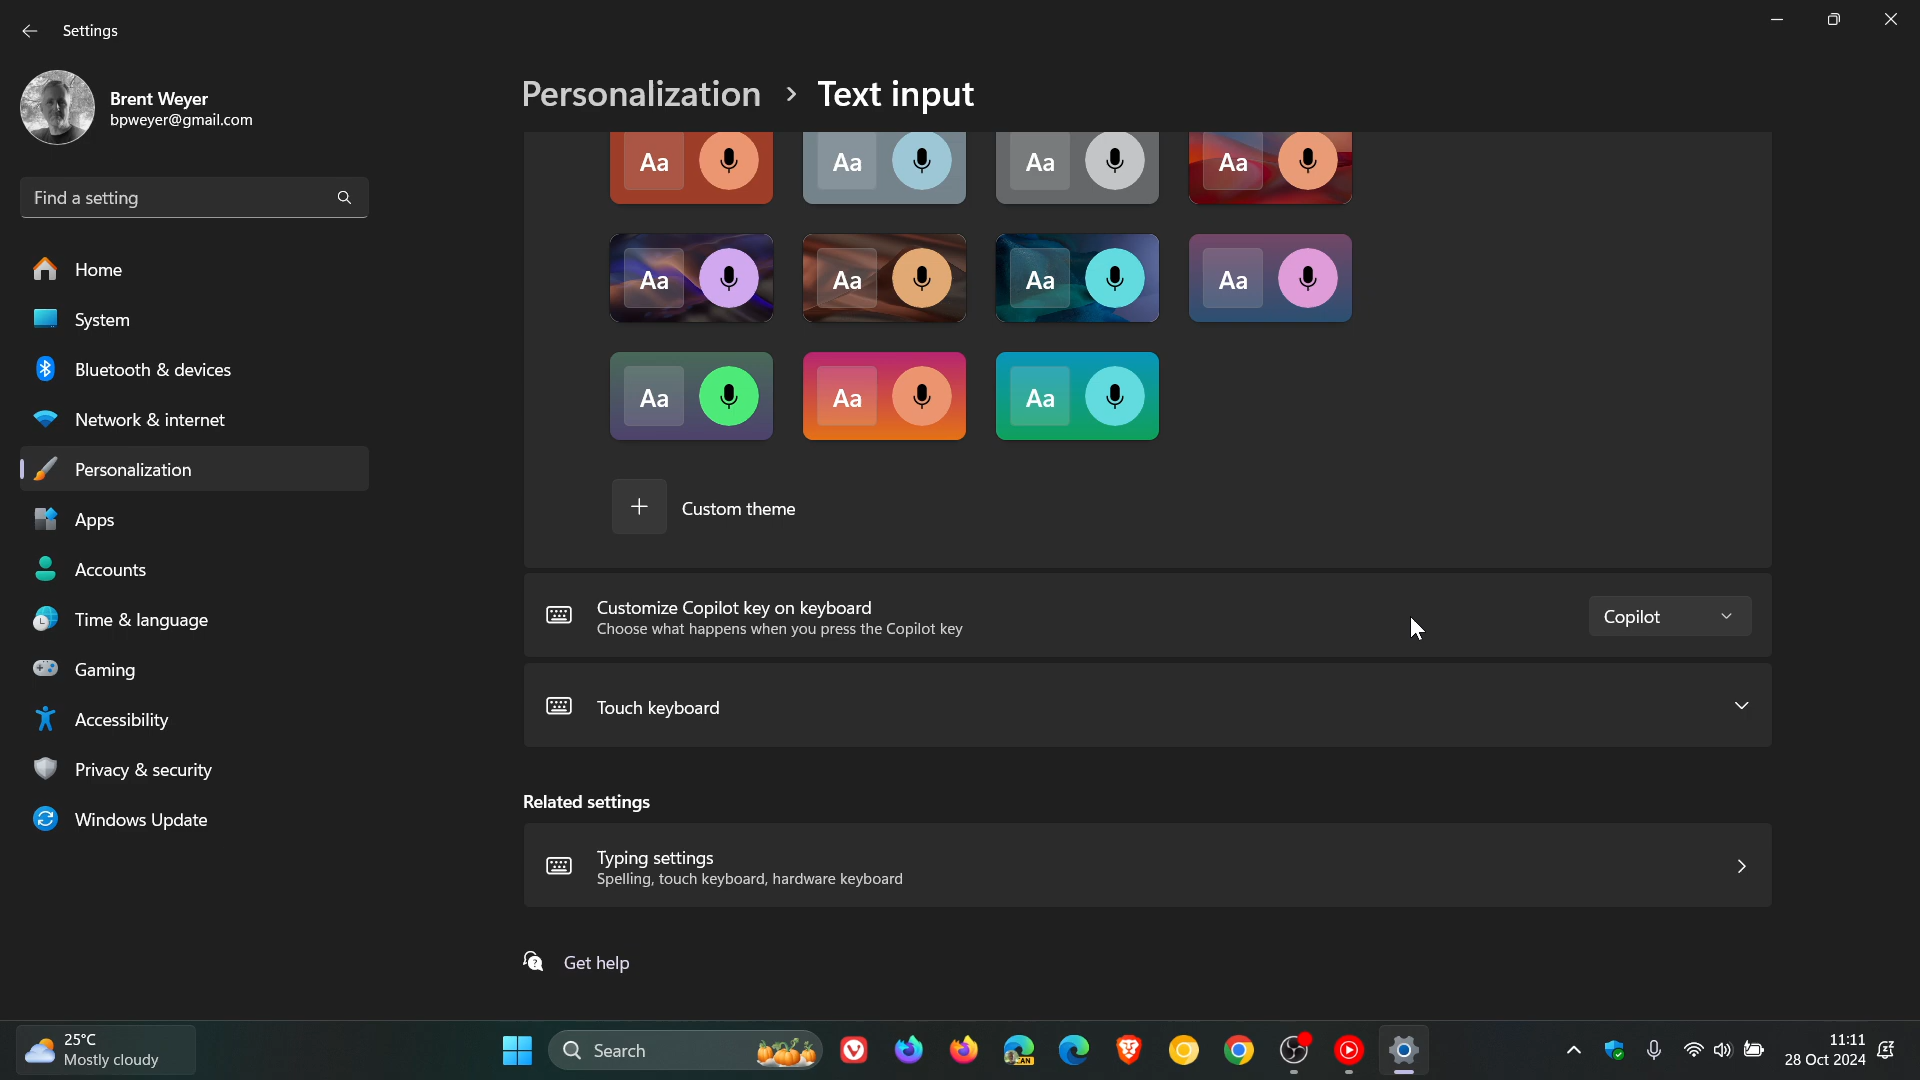 Settings
Brent Weyer
bpweyer@gmail.com
Find a setting
Home
System
Bluetooth & devices
Network & internet
Personalization
Apps
Accounts
Time & language
Gaming
Accessibility
Privacy & security
Windows Update
Personalization > Text input
Aa Aa Aa Aa
Aa Aa Aa Aa
Aa Aa Aa
Custom theme
Customize Copilot key on keyboard
Choose what happens when you press the Copilot key
Copilot
Touch keyboard
Related settings
Typing settings
Spelling, touch keyboard, hardware keyboard
Get help
25°C
Mostly cloudy
Search
CAN
11:11
28 Oct 2024